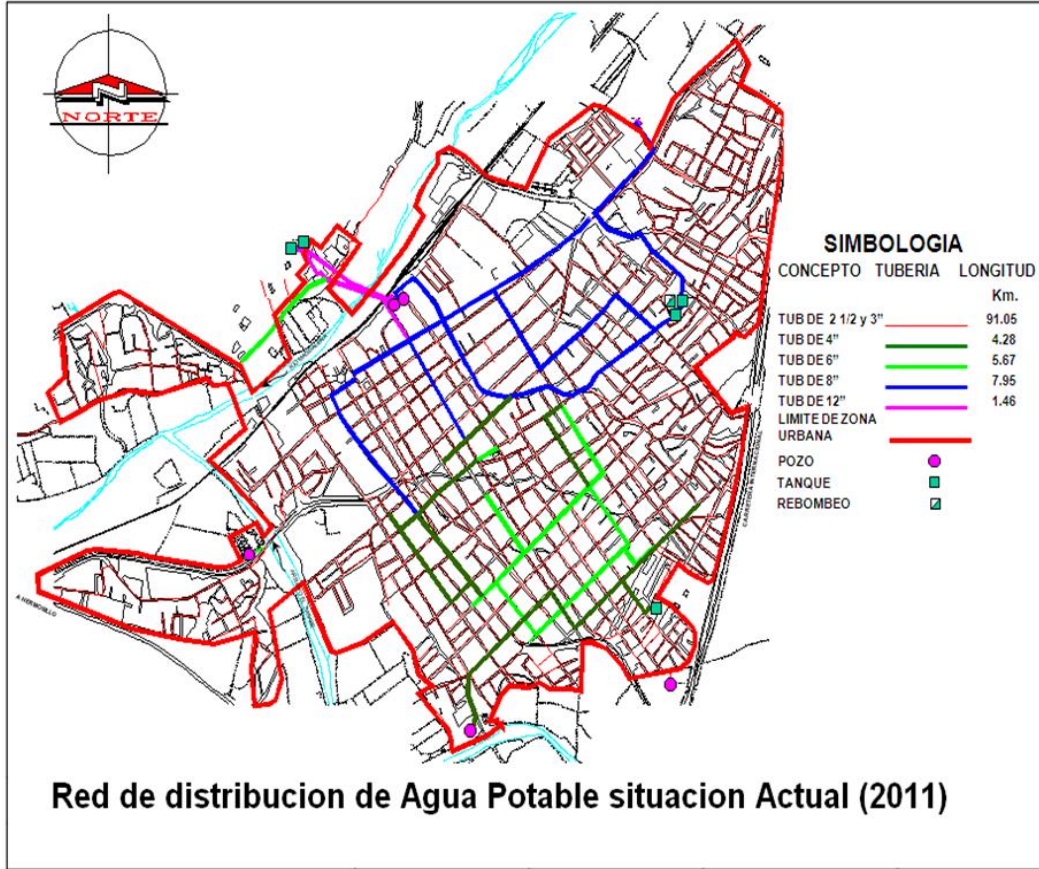 N
NORTE
SIMBOLOGIA
CONCEPTO TUBERIA LONGITUD
Km.
TUB DE 2 1/2 y 3" 91.05
TUB DE 4" 4.28
TUB DE 6" 5.67
TUB DE 8" 7.95
TUB DE 12" 1.46
LIMITE DE ZONA
URBANA
POZO
TANQUE
REBOMBEO
A HERMOSILLO
Red de distribucion de Agua Potable situacion Actual (2011)